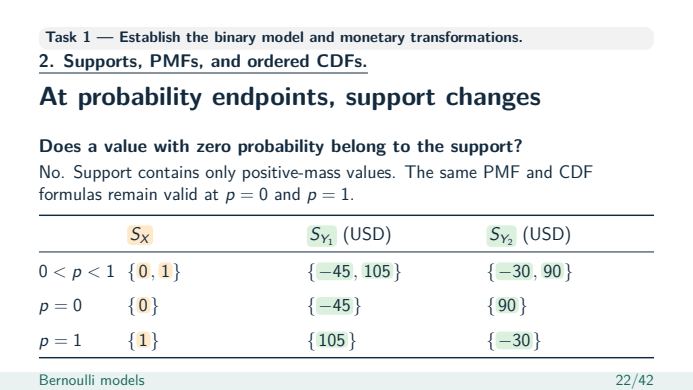 Task 1 — Establish the binary model and monetary transformations.
2. Supports, PMFs, and ordered CDFs.
At probability endpoints, support changes
Does a value with zero probability belong to the support?
No. Support contains only positive-mass values. The same PMF and CDF
formulas remain valid at p = 0 and p = 1.
S_X S_{Y_1} (USD) S_{Y_2} (USD)
0 < p < 1 {0, 1} {−45, 105} {−30, 90}
p = 0 {0} {−45} {90}
p = 1 {1} {105} {−30}
Bernoulli models 22/42